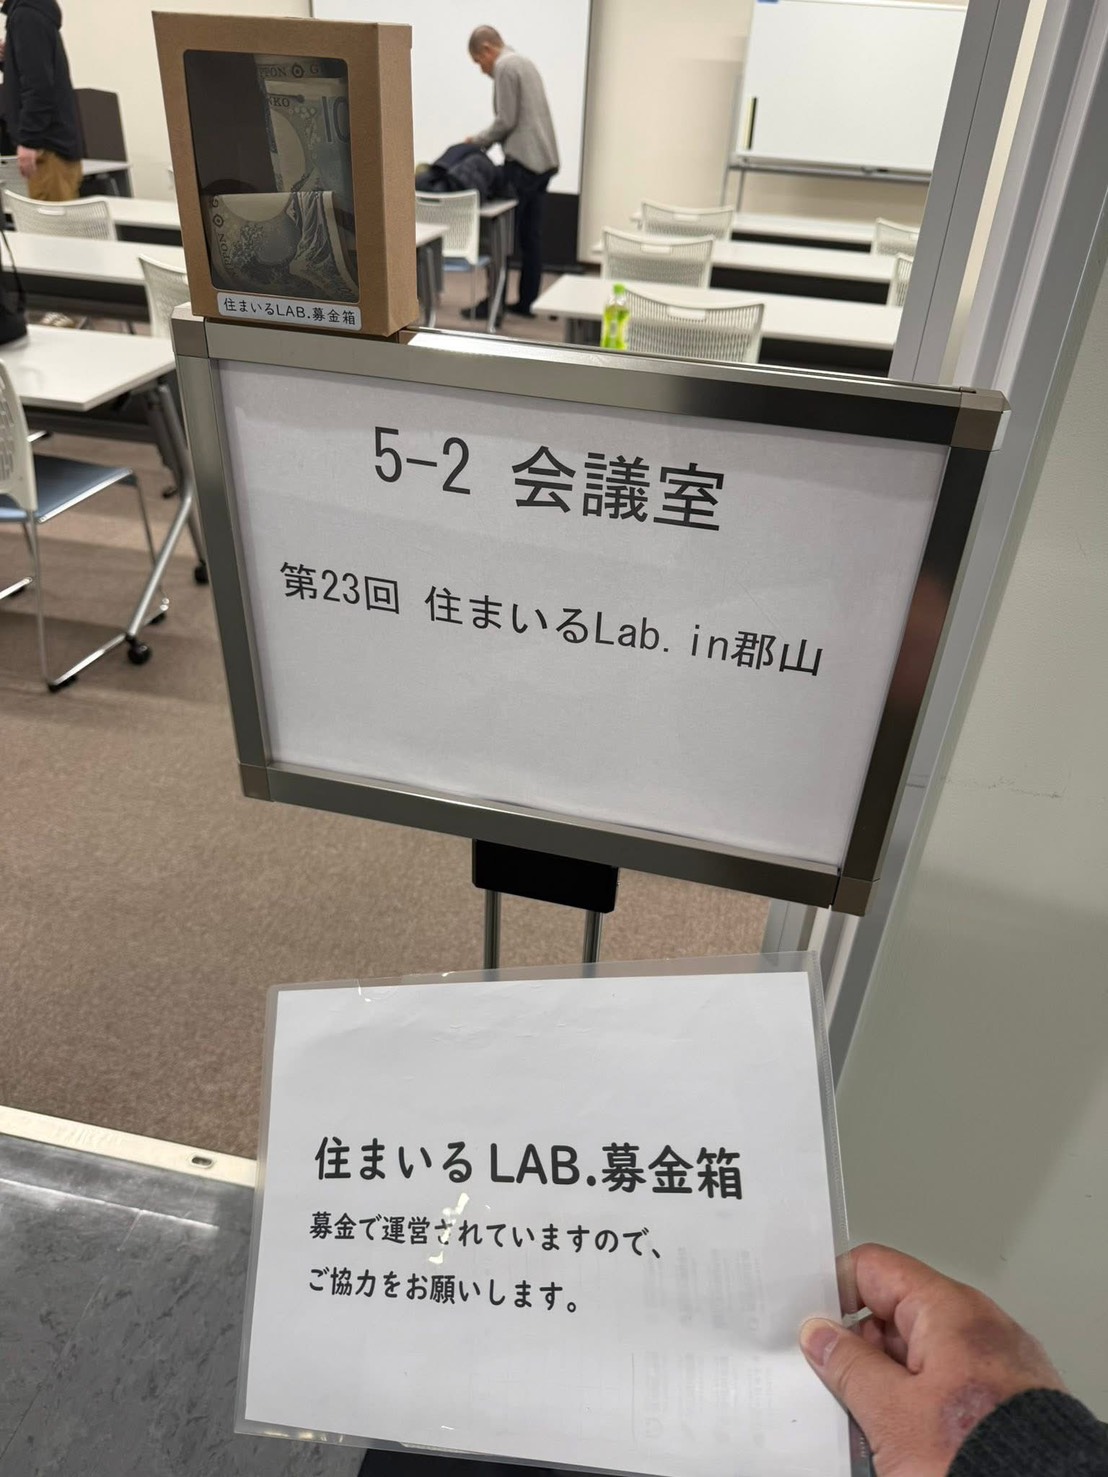 住まいるLAB.募金箱
5-2 会議室
第23回 住まいるLab. in郡山
住まいるLAB.募金箱
募金で運営されていますので、
ご協力をお願いします。